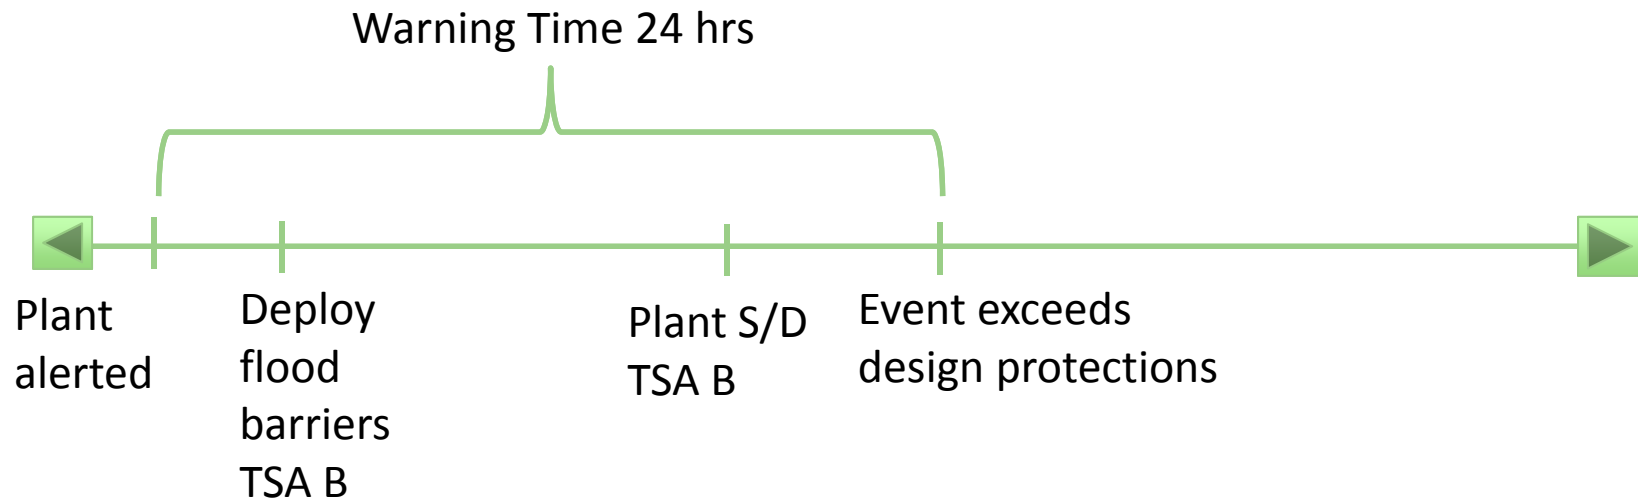 Warning Time 24 hrs
Plant
alerted
Deploy
flood
barriers
TSA B
Plant S/D
TSA B
Event exceeds
design protections